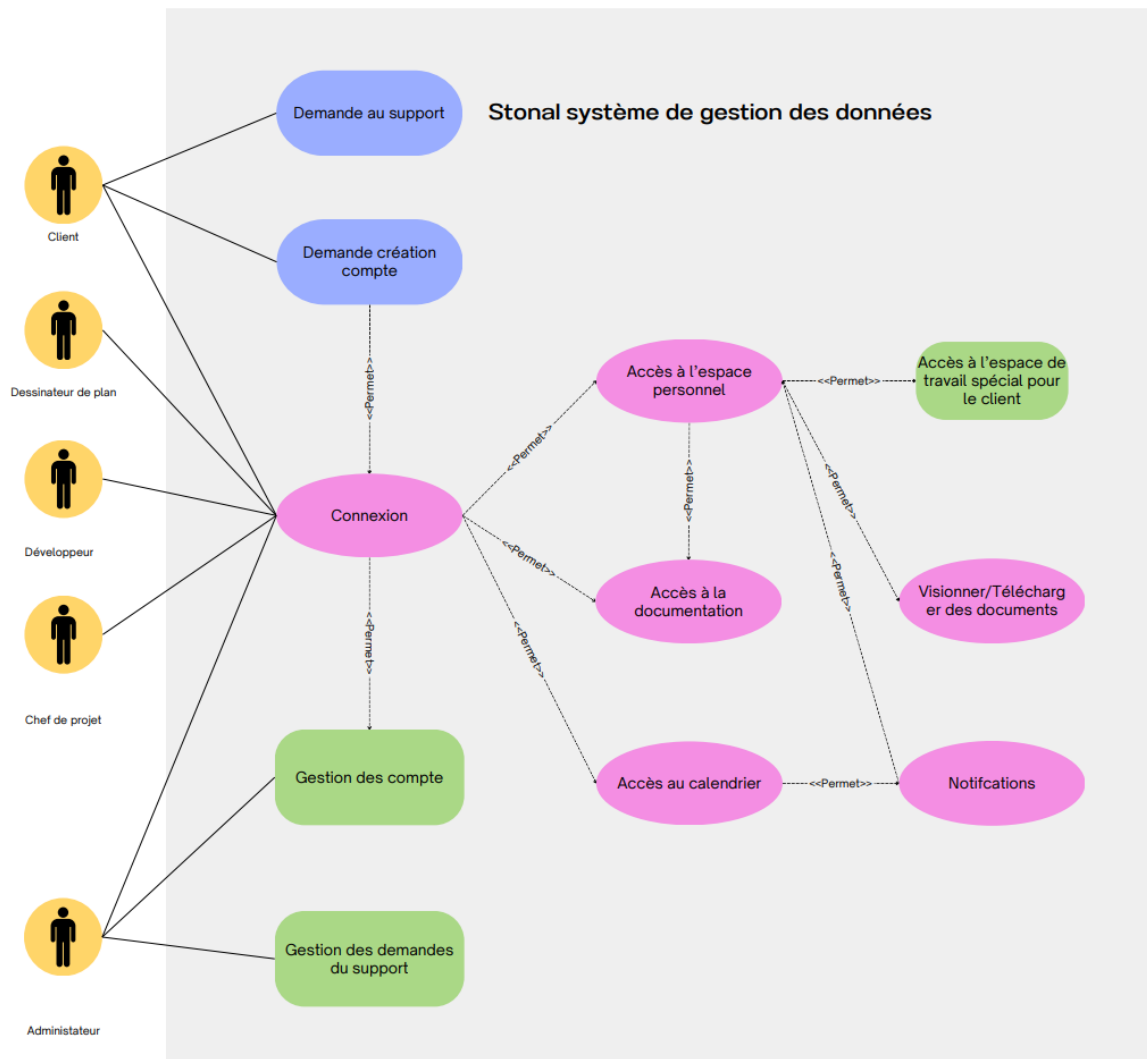 Stonal système de gestion des données
Demande au support
Client
Demande création
compte
<<Permet>>
Dessinateur de plan
Accès à l'espace
personnel
<<Permet>>
Accès à l'espace de
travail spécial pour
le client
<<Permet>>
<<Permet>>
<<Permet>>
Développeur
Connexion
<<Permet>>
<<Permet>>
Accès à la
documentation
Visionner/Télécharg
er des documents
<<Permet>>
<<Permet>>
Chef de projet
Gestion des compte
Accès au calendrier
<<Permet>>
Notifcations
Gestion des demandes
du support
Administateur